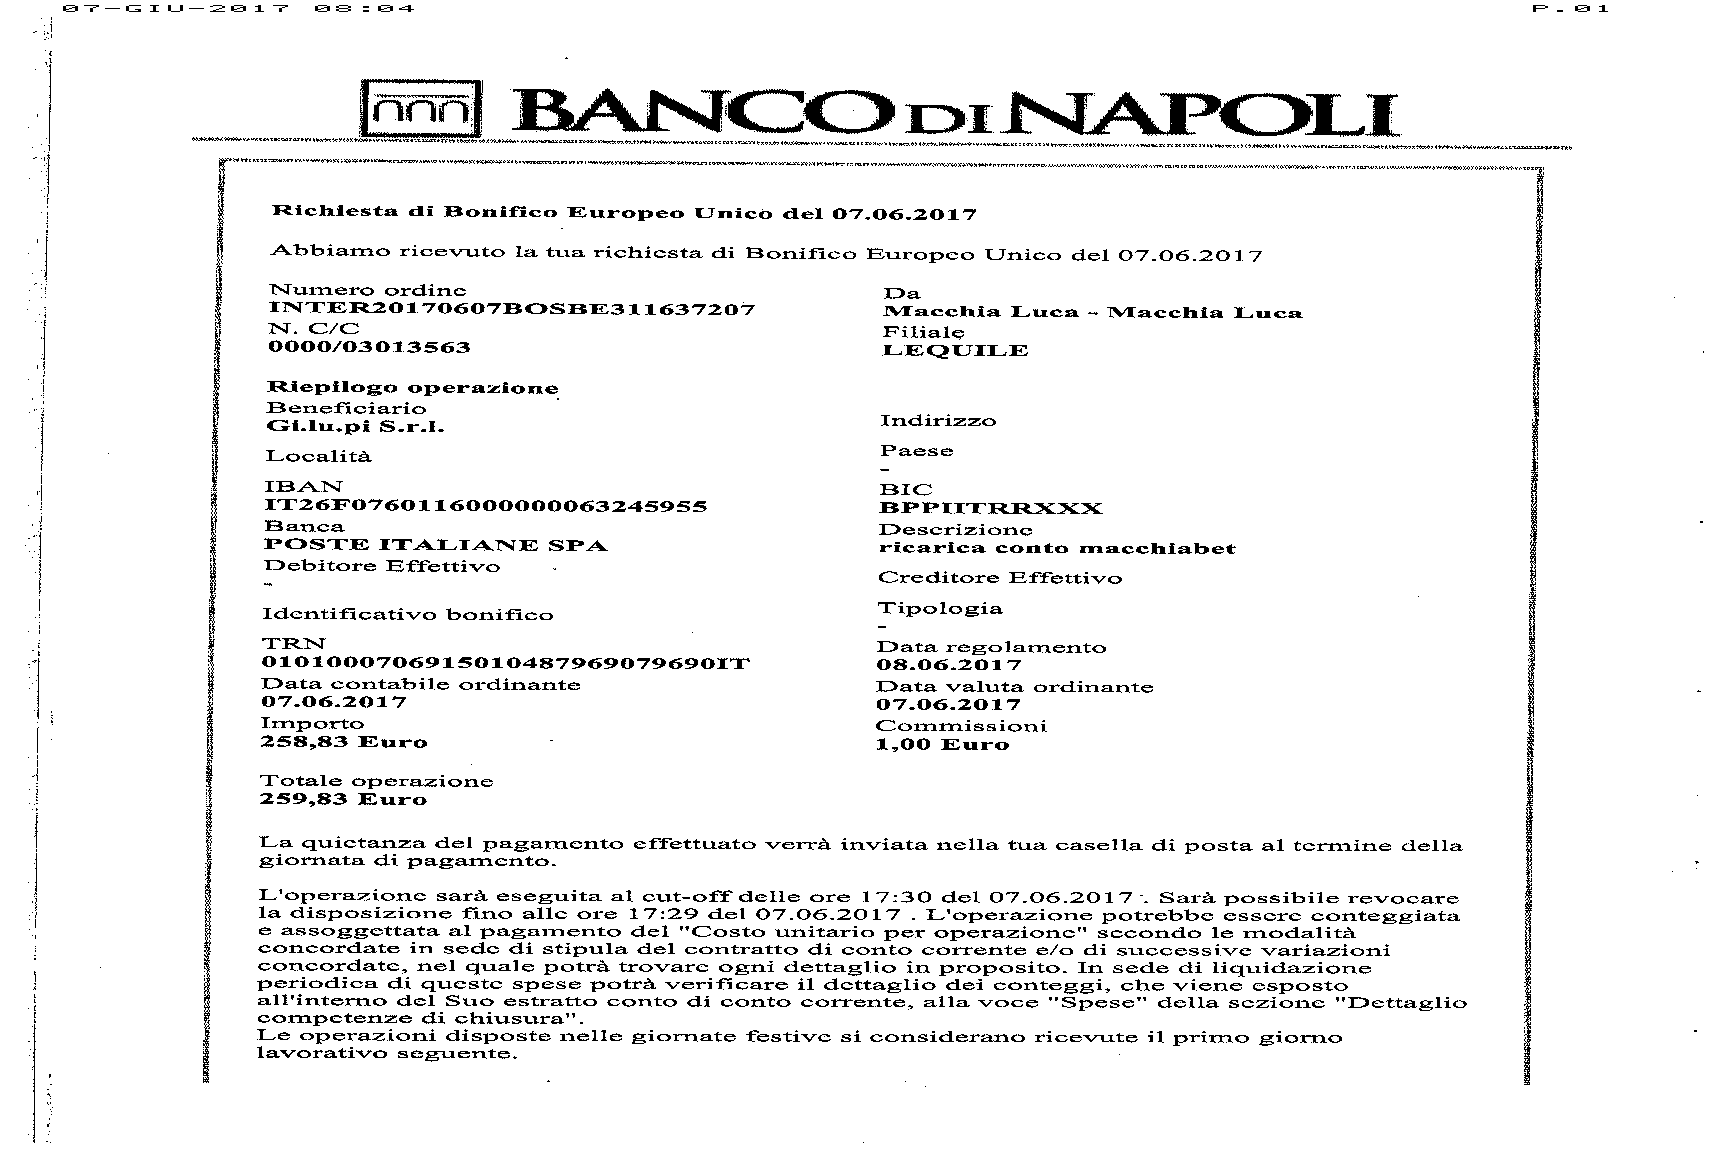 07-GIU-2017 08:04 P.01
BANCO DI NAPOLI
Richiesta di Bonifico Europeo Unico del 07.06.2017
Abbiamo ricevuto la tua richiesta di Bonifico Europeo Unico del 07.06.2017
Numero ordine
INTER20170607BOSBE311637207
N. C/C
0000/03013563
Da
Macchia Luca - Macchia Luca
Filiale
LEQUILE
Riepilogo operazione
Beneficiario
Gi.lu.pi S.r.l.
Indirizzo
Località
Paese
-
IBAN
IT26F0760116000000063245955
BIC
BPPIITRRXXX
Banca
POSTE ITALIANE SPA
Descrizione
ricarica conto macchiabet
Debitore Effettivo
-
Creditore Effettivo
Identificativo bonifico
Tipologia
-
TRN
0101000706915010487969079690IT
Data regolamento
08.06.2017
Data contabile ordinante
07.06.2017
Data valuta ordinante
07.06.2017
Importo
258,83 Euro
Commissioni
1,00 Euro
Totale operazione
259,83 Euro
La quietanza del pagamento effettuato verrà inviata nella tua casella di posta al termine della
giornata di pagamento.
L'operazione sarà eseguita al cut-off delle ore 17:30 del 07.06.2017 . Sarà possibile revocare
la disposizione fino alle ore 17:29 del 07.06.2017 . L'operazione potrebbe essere conteggiata
e assoggettata al pagamento del "Costo unitario per operazione" secondo le modalità
concordate in sede di stipula del contratto di conto corrente e/o di successive variazioni
concordate, nel quale potrà trovare ogni dettaglio in proposito. In sede di liquidazione
periodica di queste spese potrà verificare il dettaglio dei conteggi, che viene esposto
all'interno del Suo estratto conto di conto corrente, alla voce "Spese" della sezione "Dettaglio
competenze di chiusura".
Le operazioni disposte nelle giornate festive si considerano ricevute il primo giorno
lavorativo seguente.